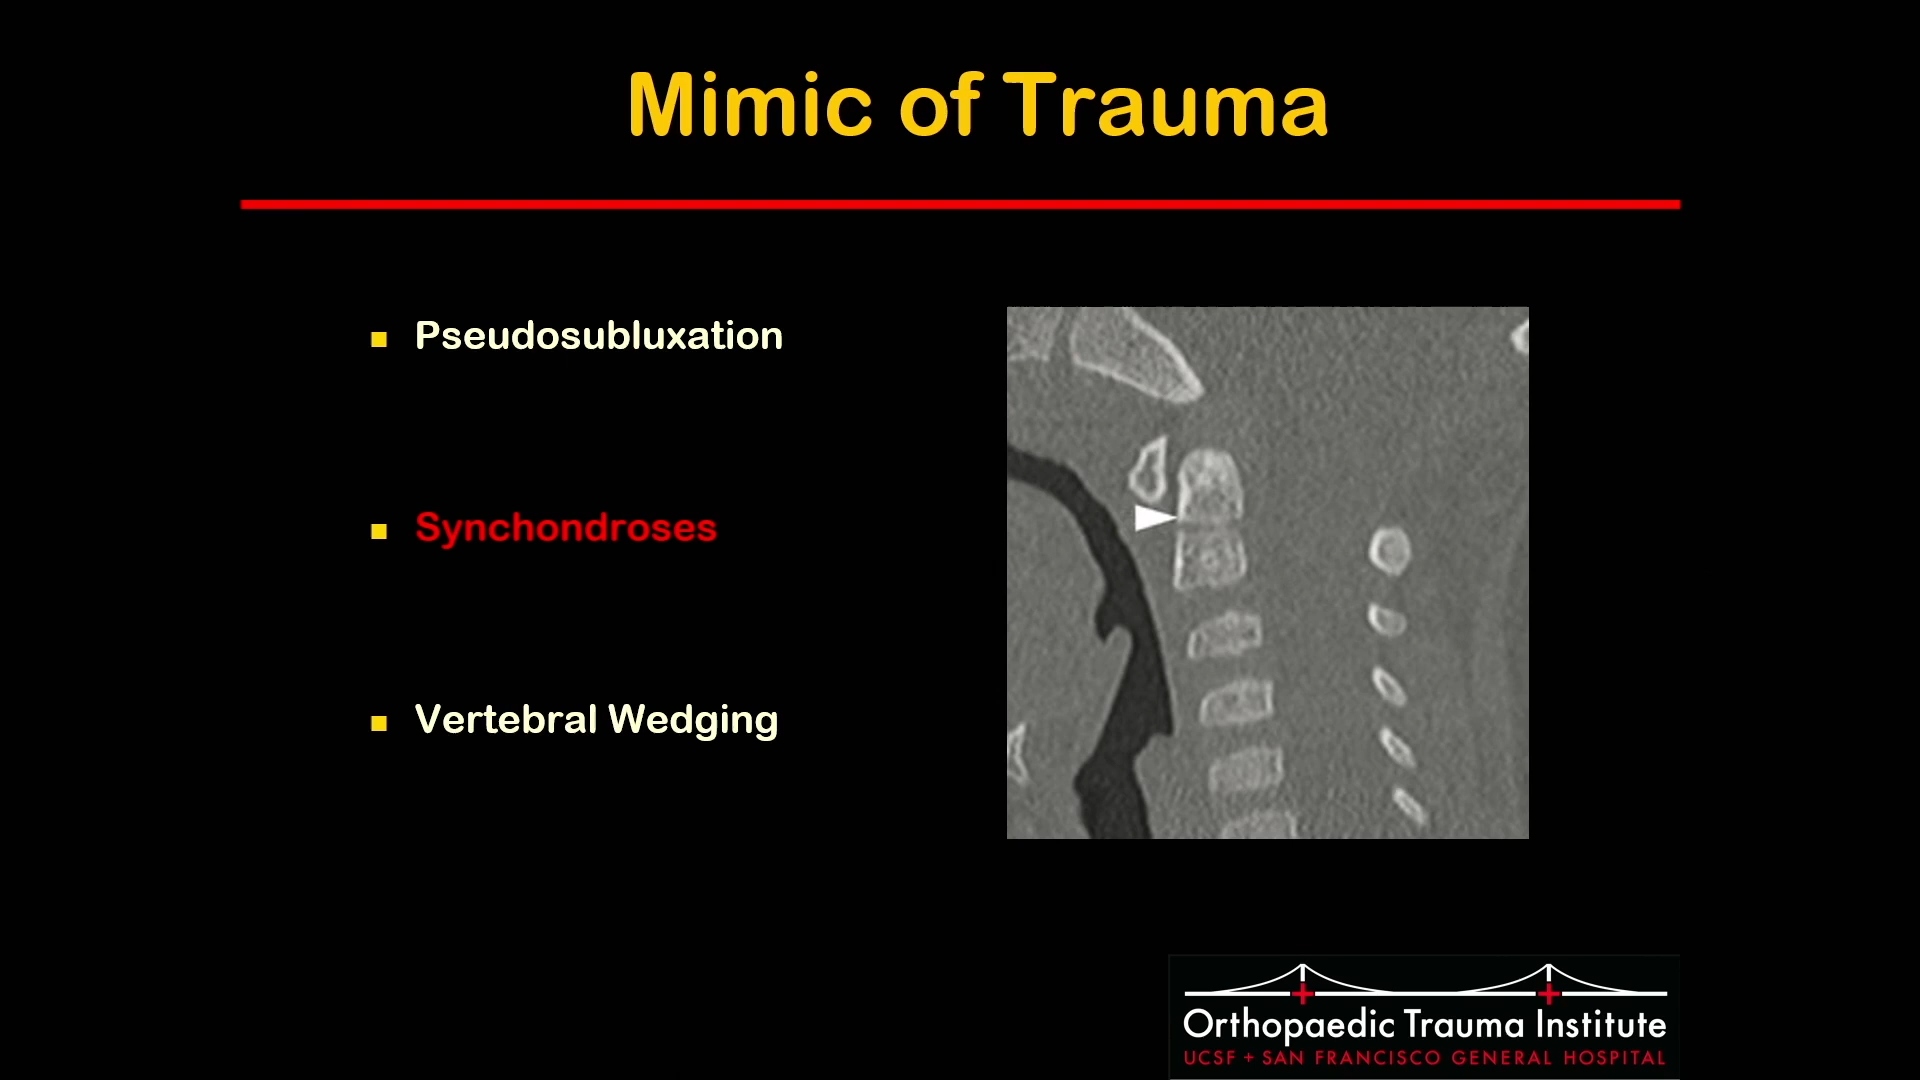 Mimic of Trauma
Pseudosubluxation
Synchondroses
Vertebral Wedging
Orthopaedic Trauma Institute
UCSF + SAN FRANCISCO GENERAL HOSPITAL